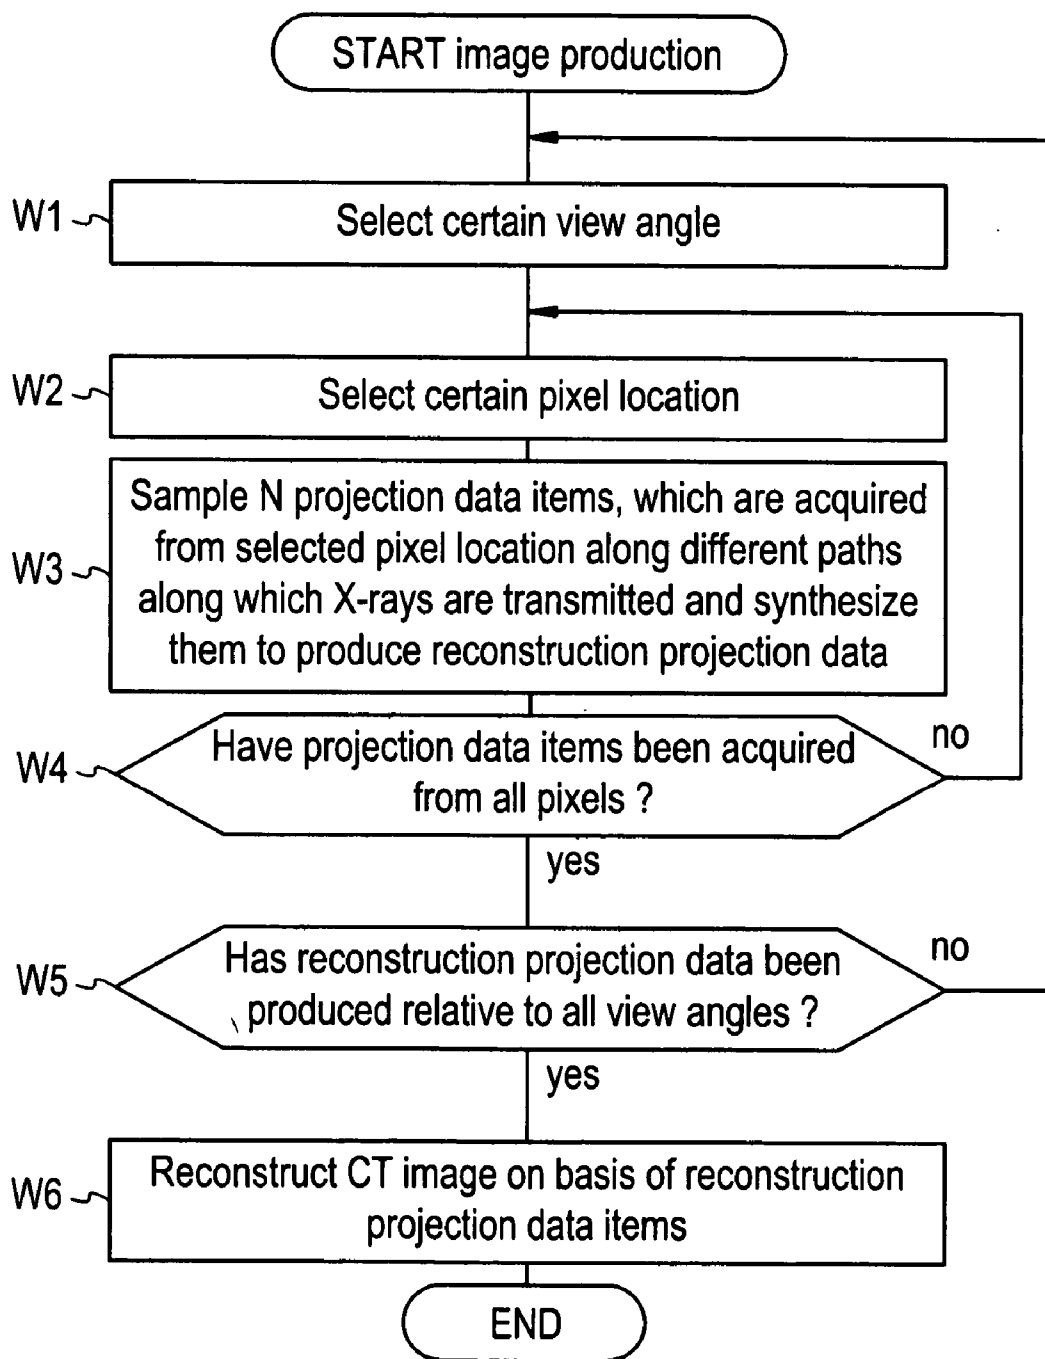 START image production
W1
Select certain view angle
W2
Select certain pixel location
W3
Sample N projection data items, which are acquired
from selected pixel location along different paths
along which X-rays are transmitted and synthesize
them to produce reconstruction projection data
W4
Have projection data items been acquired
from all pixels ?
no
yes
W5
Has reconstruction projection data been
produced relative to all view angles ?
no
yes
W6
Reconstruct CT image on basis of reconstruction
projection data items
END